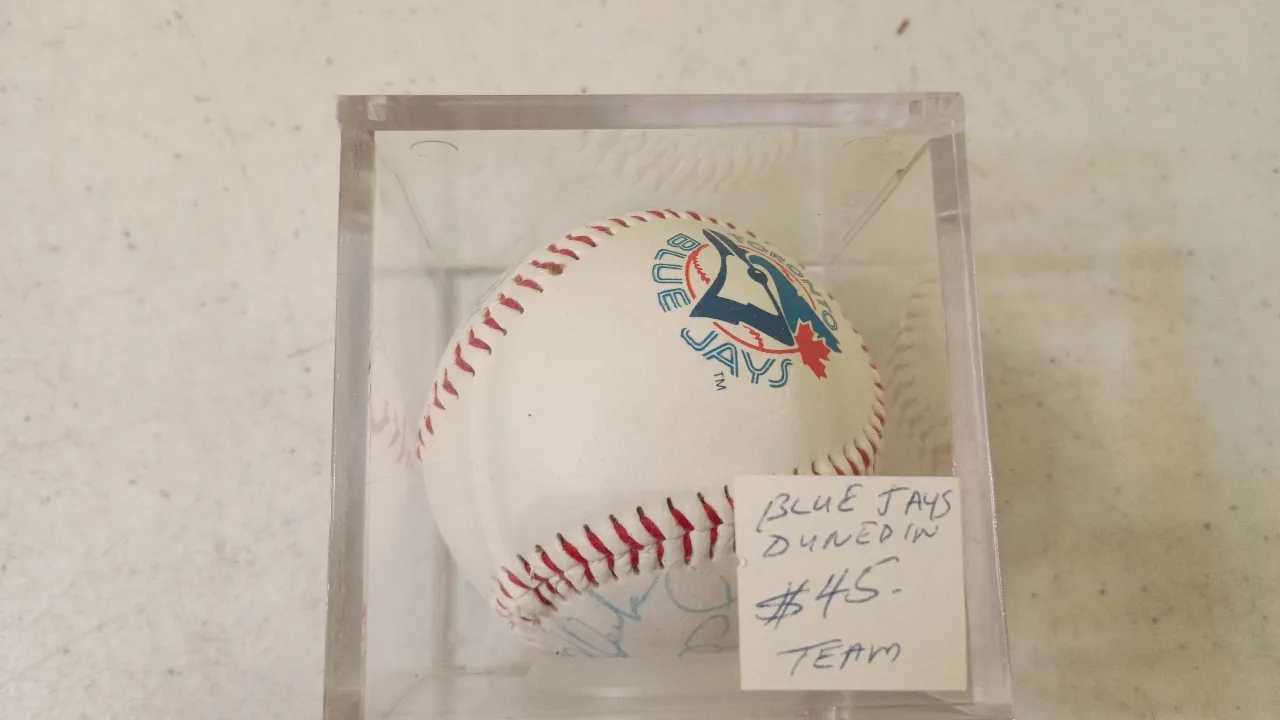 TORONTO
BLUE
JAYS
TM
BLUE JAYS
DUNEDIN
$45.-
TEAM